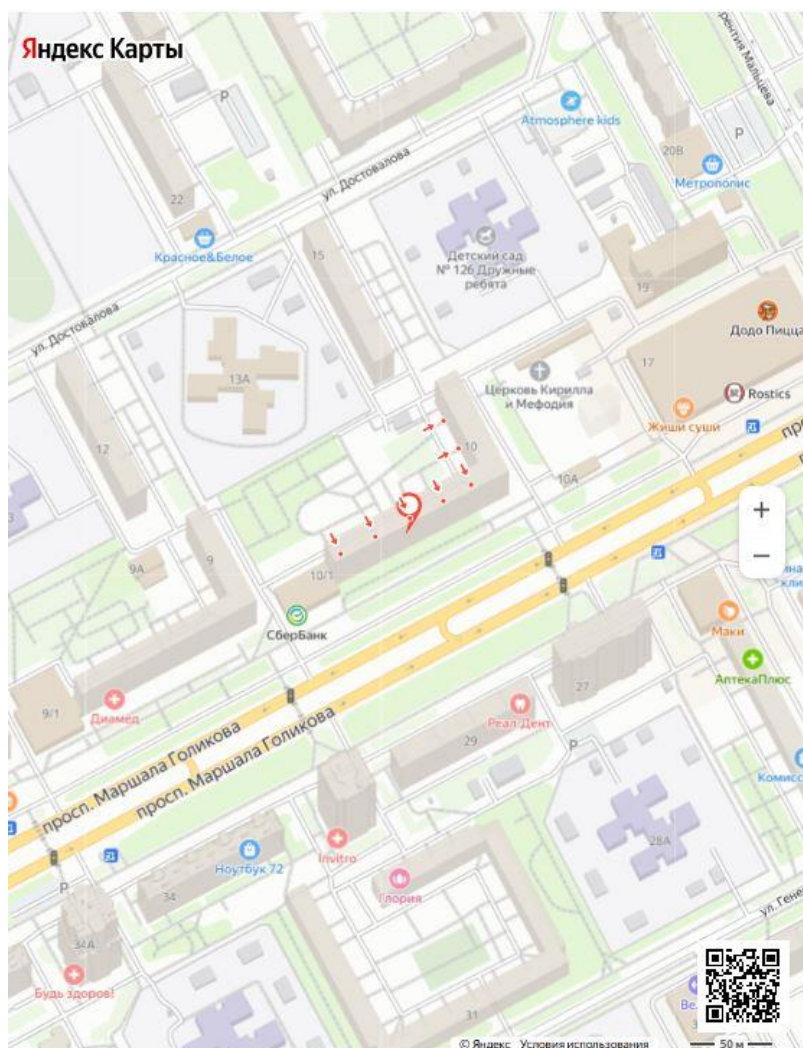 Яндекс Карты
Р
Atmosphere kids
Р
20В
Метрополис
22
ул. Достовалова
Красное&Белое
15
Детский сад
№ 126 Дружные
ребята
19
Додо Пицца
ул. Достовалова
13А
17
Церковь Кирилла
и Мефодия
Rostics
Жиши суши
12
10
10А
9
9А
10/1
СберБанк
Маки
АптекаПлюс
27
9/1
Диамед
Реал-Дент
29
Р
просп. Маршала Голикова
просп. Маршала Голикова
Invitro
Ноутбук 72
28А
Глория
Р
34
34А
Будь здоров!
31
© Яндекс Условия использования
50 м